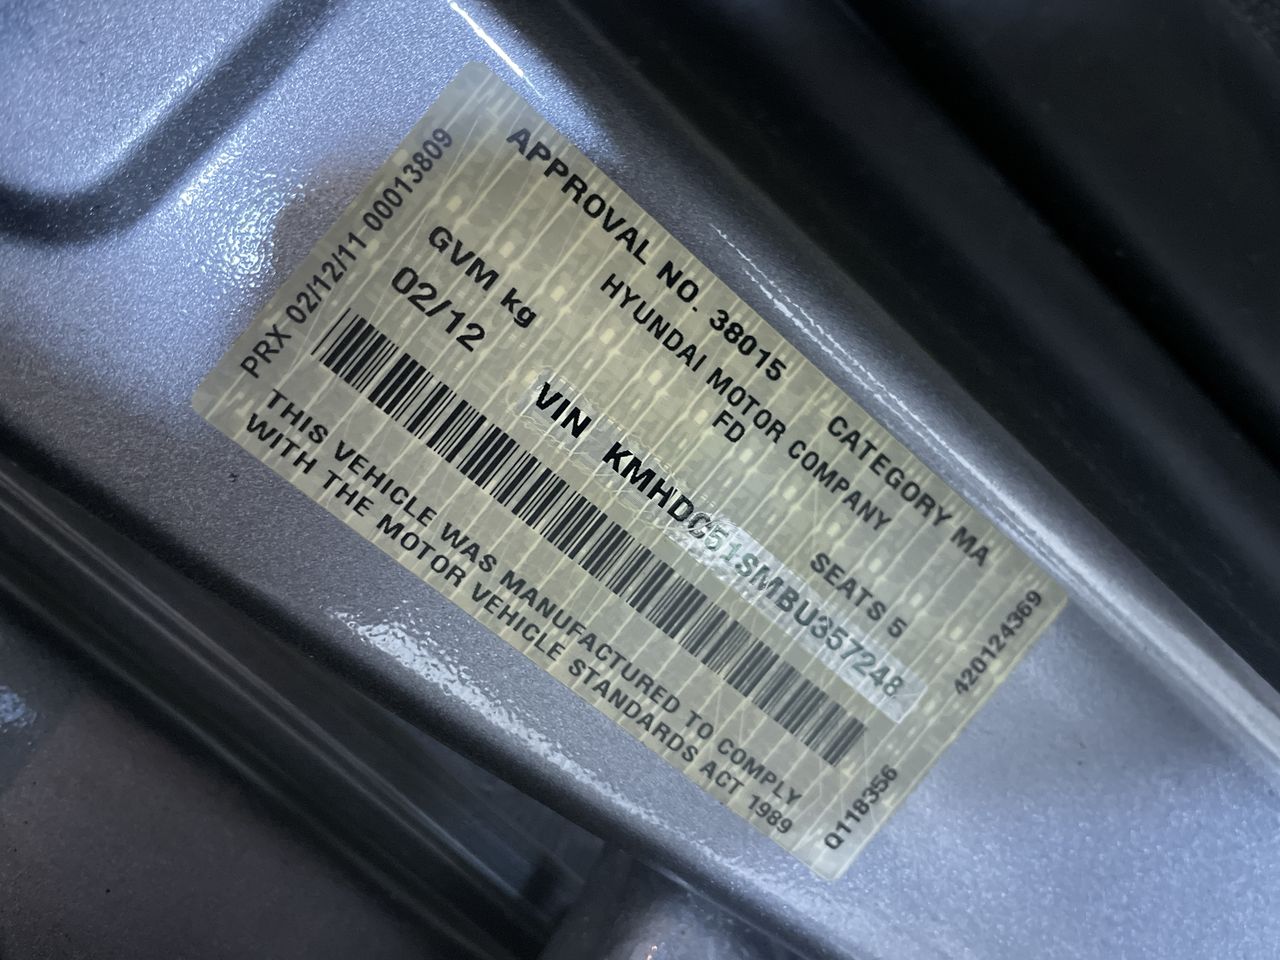 APPROVAL NO. 38015 CATEGORY MA
HYUNDAI MOTOR COMPANY
FD
GVM kg SEATS 5
02/12
VIN KMHDC51SMBU357248
THIS VEHICLE WAS MANUFACTURED TO COMPLY
WITH THE MOTOR VEHICLE STANDARDS ACT 1989
PRX 02/12/11 00013809
420124369
Q118356